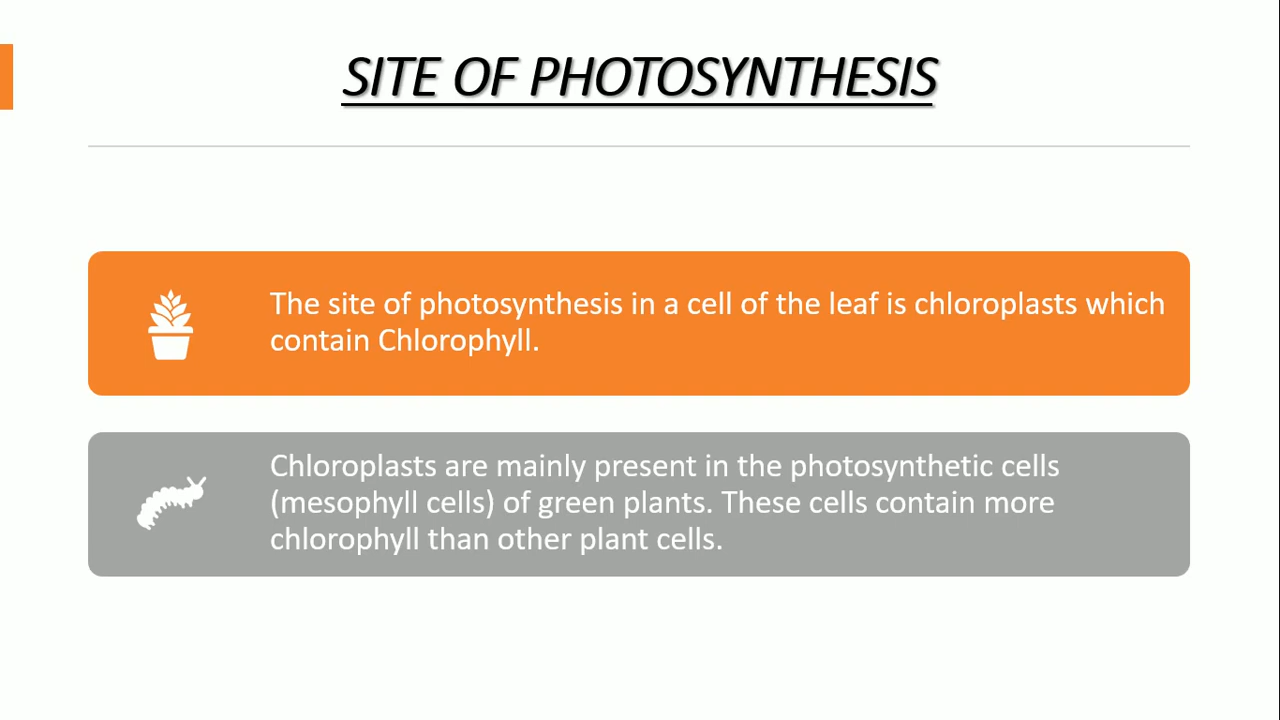 SITE OF PHOTOSYNTHESIS
The site of photosynthesis in a cell of the leaf is chloroplasts which
contain Chlorophyll.
Chloroplasts are mainly present in the photosynthetic cells
(mesophyll cells) of green plants. These cells contain more
chlorophyll than other plant cells.